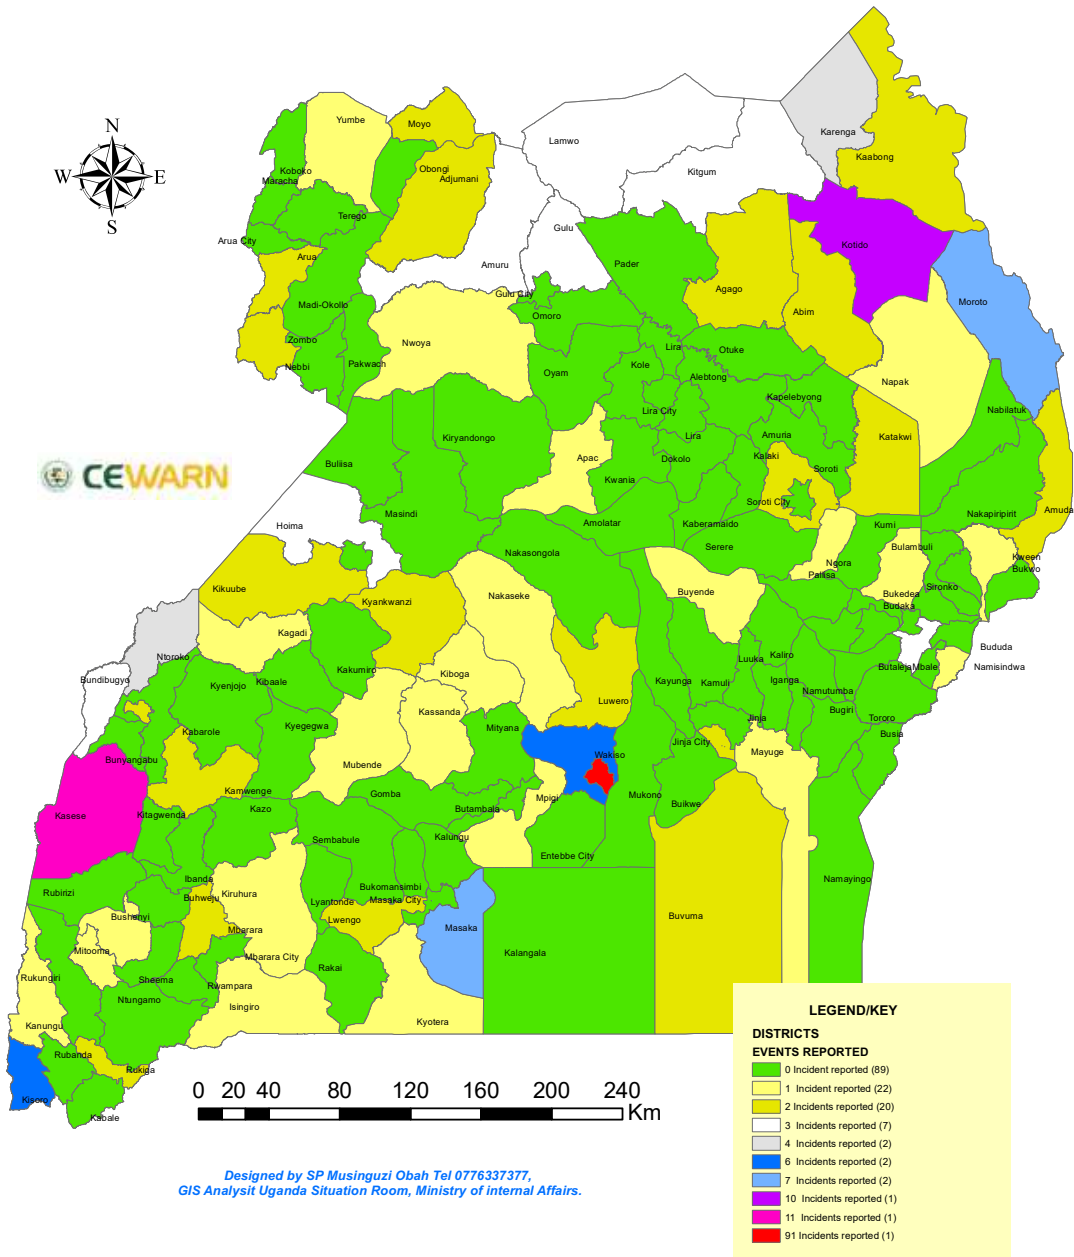 Karenga
Kaabong
Yumbe
Moyo
Lamwo
Kitgum
Koboko
Maracha
Obongi
Adjumani
Terego
N
W
E
S
Arua City
Arua
Gulu
Kotido
Amuru
Pader
Agago
Abim
Moroto
Gulu City
Omoro
Madi-Okollo
Zombo
Nebbi
Pakwach
Nwoya
Oyam
Kole
Lira
Otuke
Alebtong
Napak
Kapelebyong
Nabilatuk
Lira City
Kiryandongo
Lira
Amuria
Katakwi
CEWARN
Buliisa
Apac
Dokolo
Kalaki
Soroti
Kwania
Soroti City
Masindi
Hoima
Amolatar
Kaberamaido
Kumi
Nakapiripirit
Amuda
Nakasongola
Serere
Bulambuli
Ngora
Kween
Pallisa
Bukwo
Kikuube
Kyankwanzi
Nakaseke
Buyende
Bukedea
Sironko
Budaka
Kagadi
Ntoroko
Bundibugyo
Kakumiro
Kiboga
Luuka
Kaliro
Bududa
Butaleja
Mbale
Namisindwa
Kyenjojo
Kibaale
Kayunga
Kamuli
Iganga
Namutumba
Luwero
Kassanda
Bugiri
Tororo
Kyegegwa
Mityana
Jinja
Kabarole
Busia
Jinja City
Bunyangabu
Wakiso
Mayuge
Mubende
Kamwenge
Gomba
Mpigi
Mukono
Buikwe
Kasese
Kitagwenda
Kazo
Butambala
Sembabule
Kalungu
Entebbe City
Rubirizi
Ibanda
Namayingo
Buhweju
Kiruhura
Bukomansimbi
Lyantonde
Masaka City
Bushenyi
Lwengo
Buvuma
Mbarara
Masaka
Mitooma
Kalangala
Mbarara City
Rakai
Rukungiri
Sheema
Rwampara
Ntungamo
Isingiro
Kanungu
Kyotera
Rubanda
Rukiga
Kisoro
Kabale
0 20 40 80 120 160 200 240
Km
Designed by SP Musinguzi Obah Tel 0776337377,
GIS Analysit Uganda Situation Room, Ministry of internal Affairs.
LEGEND/KEY
DISTRICTS
EVENTS REPORTED
0 Incident reported (89)
1 Incident reported (22)
2 Incidents reported (20)
3 Incidents reported (7)
4 Incidents reported (2)
6 Incidents reported (2)
7 Incidents reported (2)
10 Incidents reported (1)
11 Incidents reported (1)
91 Incidents reported (1)